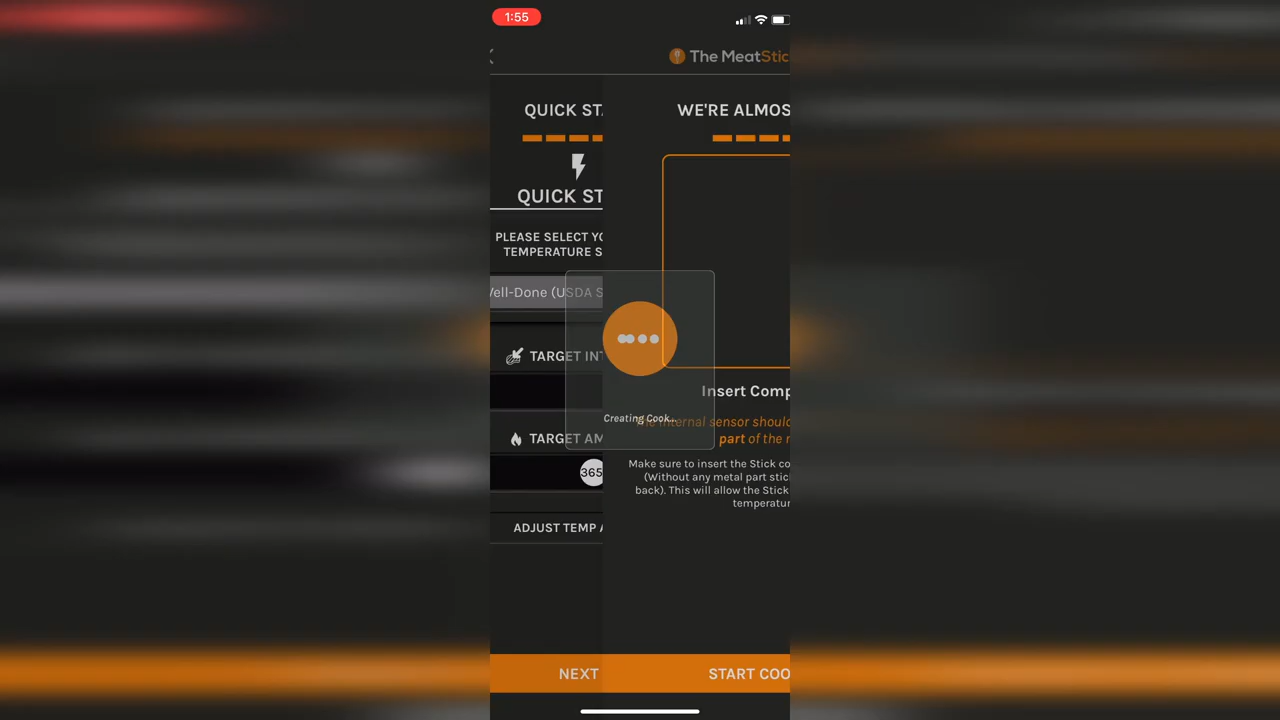 1:55
The MeatStic
QUICK STA
WE'RE ALMOS
QUICK ST
PLEASE SELECT YO
TEMPERATURE S
Well-Done (USDA S
TARGET INT
Insert Comp
Creating Cook...
The internal sensor shoul
part of the
TARGET AM
Make sure to insert the Stick co
365
(Without any metal part stic
back). This will allow the Stick
temperatur
ADJUST TEMP A
NEXT
START COO